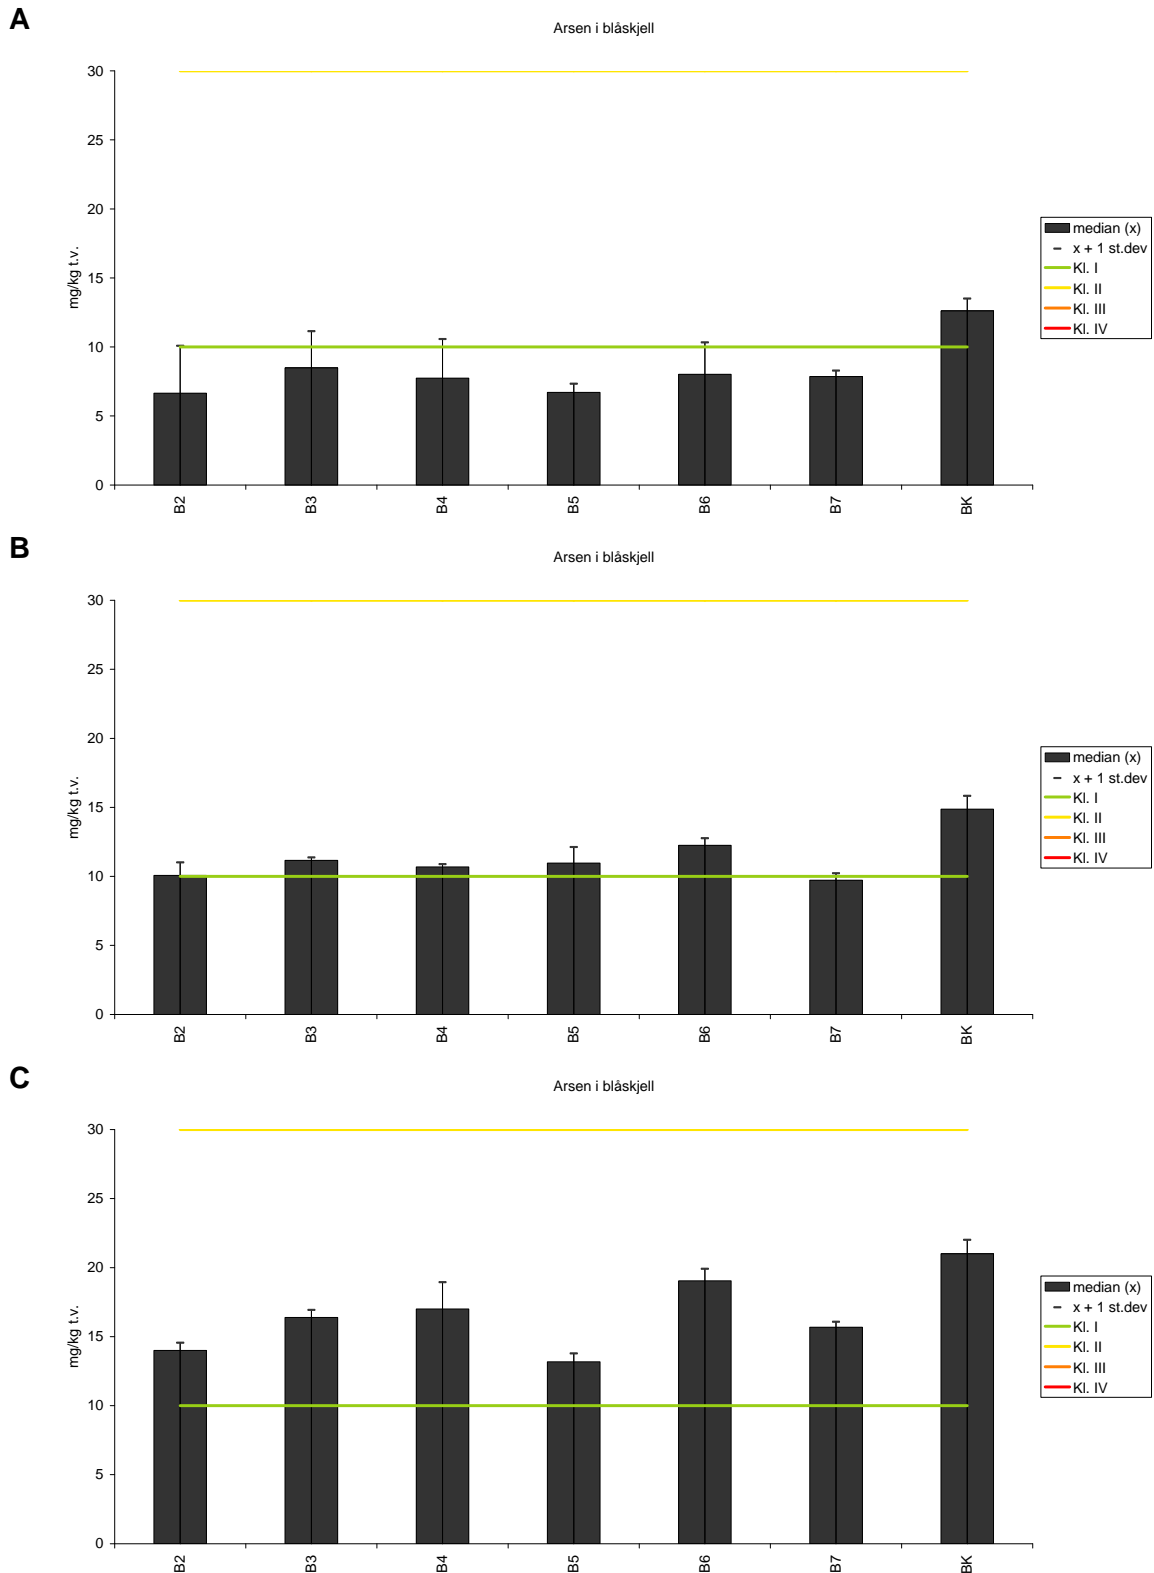 A
Arsen i blåskjell
30
25
20
15
10
5
0
mg/kg t.v.
B2
B3
B4
B5
B6
B7
BK
median (x)
x + 1 st.dev
Kl. I
Kl. II
Kl. III
Kl. IV
B
Arsen i blåskjell
30
25
20
15
10
5
0
mg/kg t.v.
B2
B3
B4
B5
B6
B7
BK
median (x)
x + 1 st.dev
Kl. I
Kl. II
Kl. III
Kl. IV
C
Arsen i blåskjell
30
25
20
15
10
5
0
mg/kg t.v.
B2
B3
B4
B5
B6
B7
BK
median (x)
x + 1 st.dev
Kl. I
Kl. II
Kl. III
Kl. IV